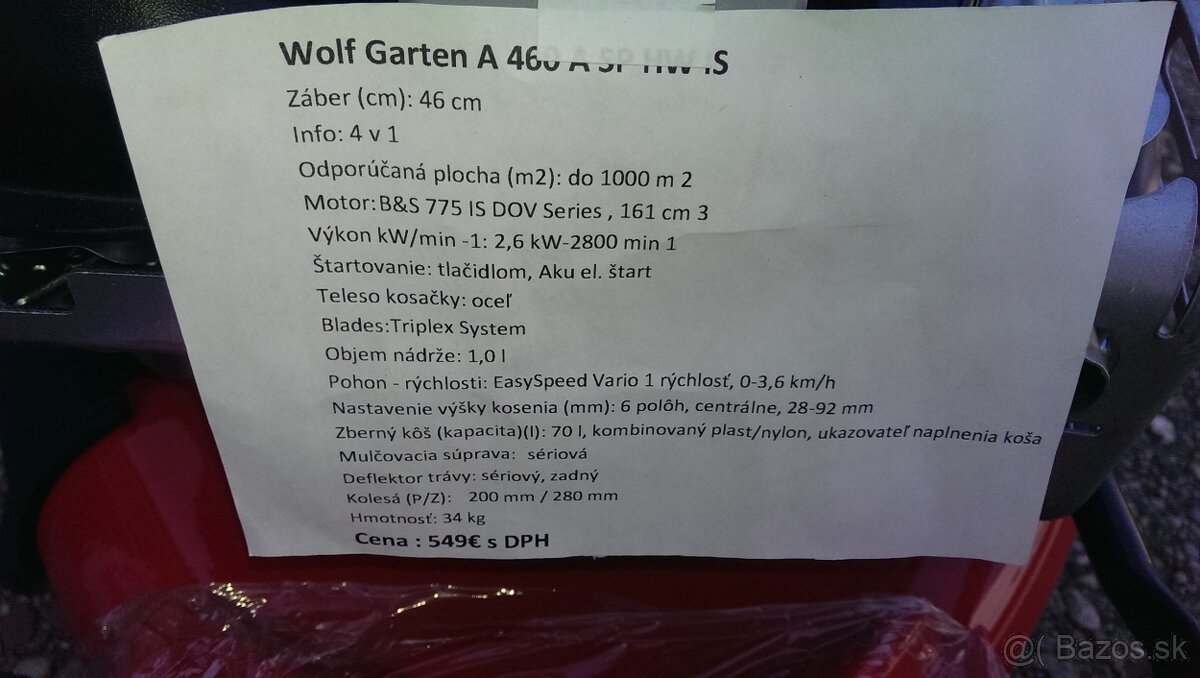 Wolf Garten A 460 A SP HW IS
Záber (cm): 46 cm
Info: 4 v 1
Odporúčaná plocha (m2): do 1000 m 2
Motor:B&S 775 IS DOV Series , 161 cm 3
Výkon kW/min -1: 2,6 kW-2800 min 1
Štartovanie: tlačidlom, Aku el. štart
Teleso kosačky: oceľ
Blades:Triplex System
Objem nádrže: 1,0 l
Pohon - rýchlosti: EasySpeed Vario 1 rýchlosť, 0-3,6 km/h
Nastavenie výšky kosenia (mm): 6 polôh, centrálne, 28-92 mm
Zberný kôš (kapacita)(l): 70 l, kombinovaný plast/nylon, ukazovateľ naplnenia koša
Mulčovacia súprava: sériová
Deflektor trávy: sériový, zadný
Kolesá (P/Z): 200 mm / 280 mm
Hmotnosť: 34 kg
Cena : 549€ s DPH
@( Bazos.sk